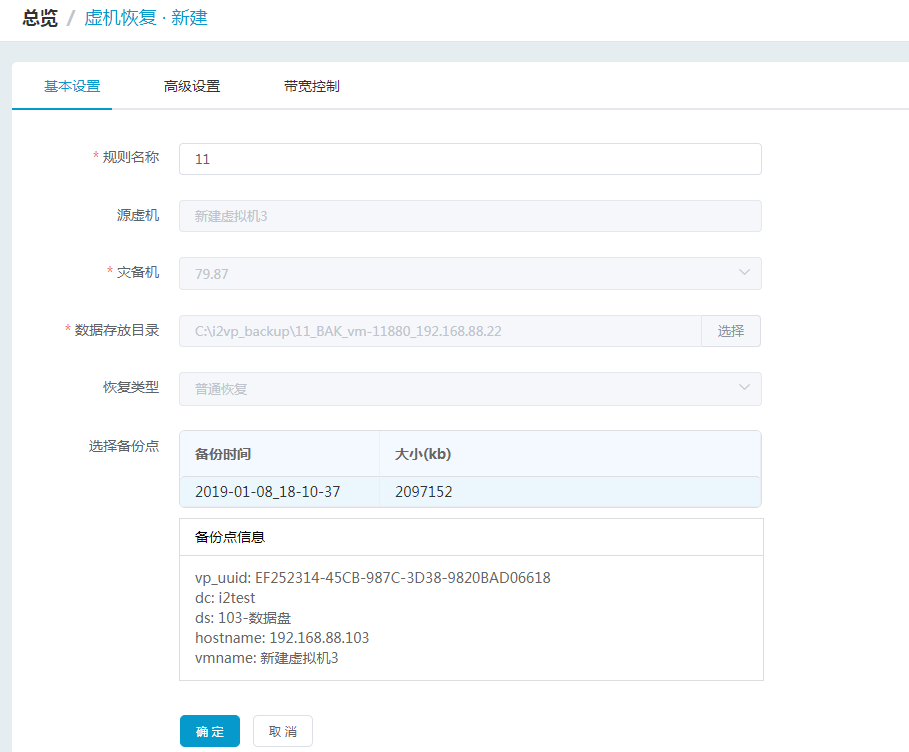 总览 / 虚机恢复 · 新建
基本设置 高级设置 带宽控制
* 规则名称 11
源虚机 新建虚拟机3
* 灾备机 79.87
* 数据存放目录 C:\i2vp_backup\11_BAK_vm-11880_192.168.88.22 选择
恢复类型 普通恢复
选择备份点 备份时间 大小(kb)
2019-01-08_18-10-37 2097152
备份点信息
vp_uuid: EF252314-45CB-987C-3D38-9820BAD06618
dc: i2test
ds: 103-数据盘
hostname: 192.168.88.103
vmname: 新建虚拟机3
确 定 取 消